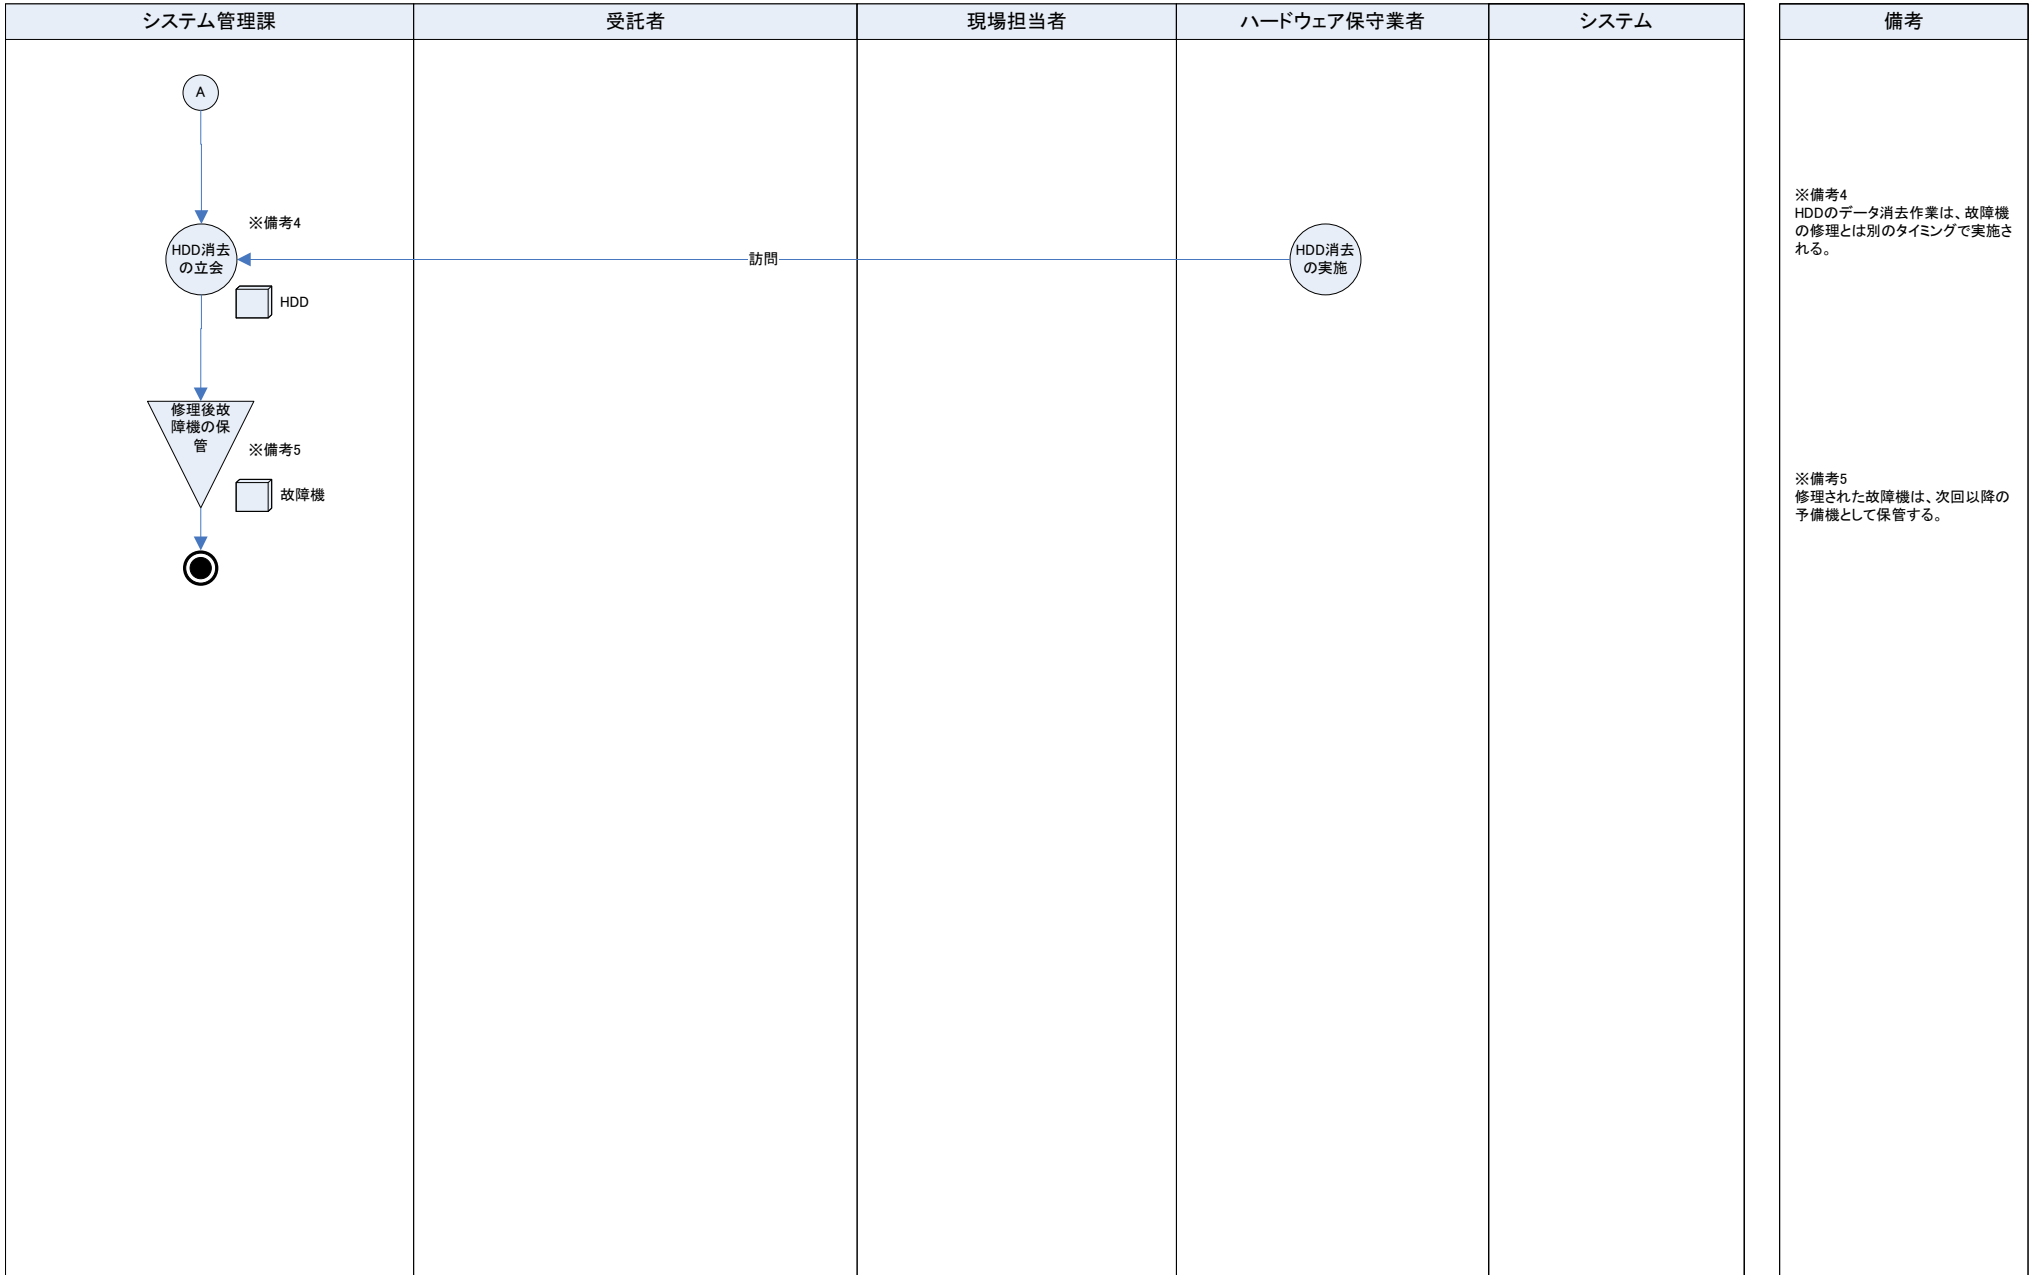 システム管理課
受託者
現場担当者
ハードウェア保守業者
システム
備考
A
※備考4
HDD消去
の立会
訪問
HDD消去
の実施
HDD
修理後故
障機の保
管
※備考5
故障機
※備考4
HDDのデータ消去作業は、故障機
の修理とは別のタイミングで実施さ
れる。
※備考5
修理された故障機は、次回以降の
予備機として保管する。